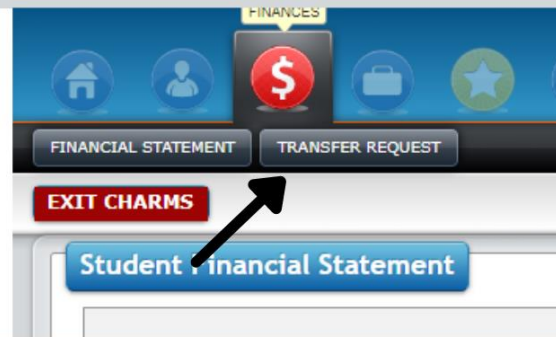 FINANCES
$
FINANCIAL STATEMENT TRANSFER REQUEST
EXIT CHARMS
Student Financial Statement